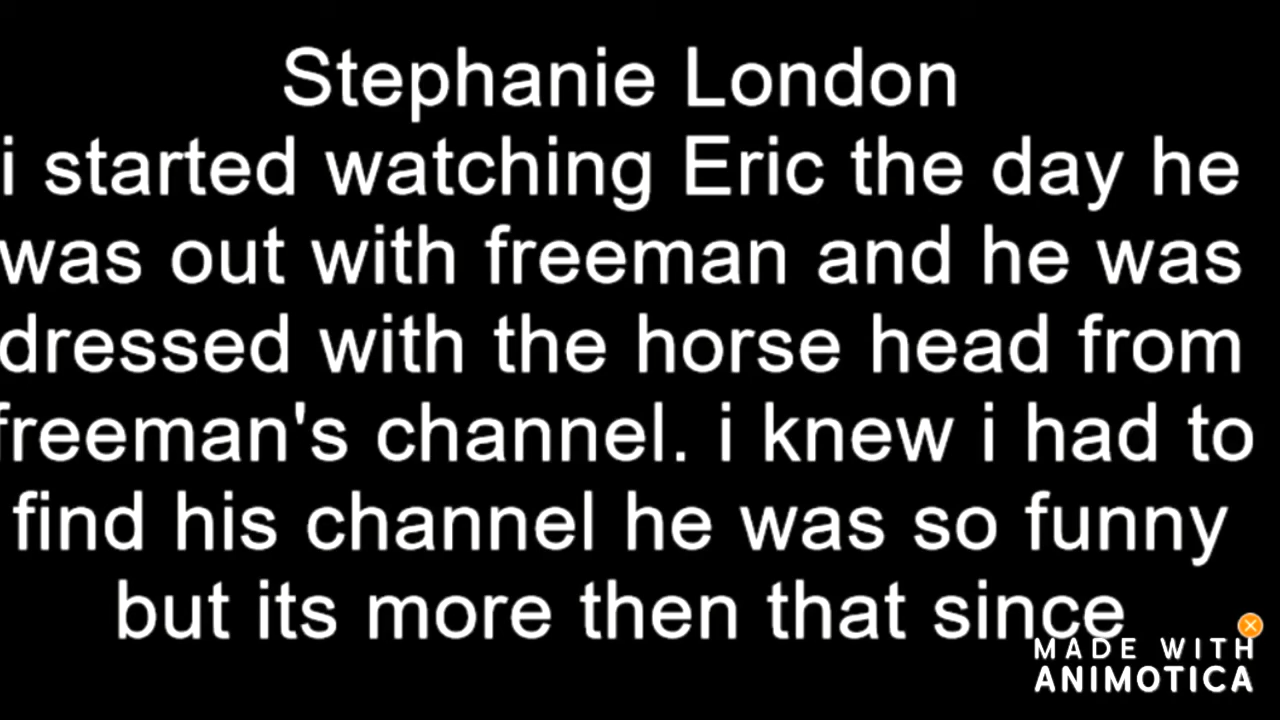 Stephanie London
i started watching Eric the day he
was out with freeman and he was
dressed with the horse head from
freeman's channel. i knew i had to
find his channel he was so funny
but its more then that since
MADE WITH
ANIMOTICA